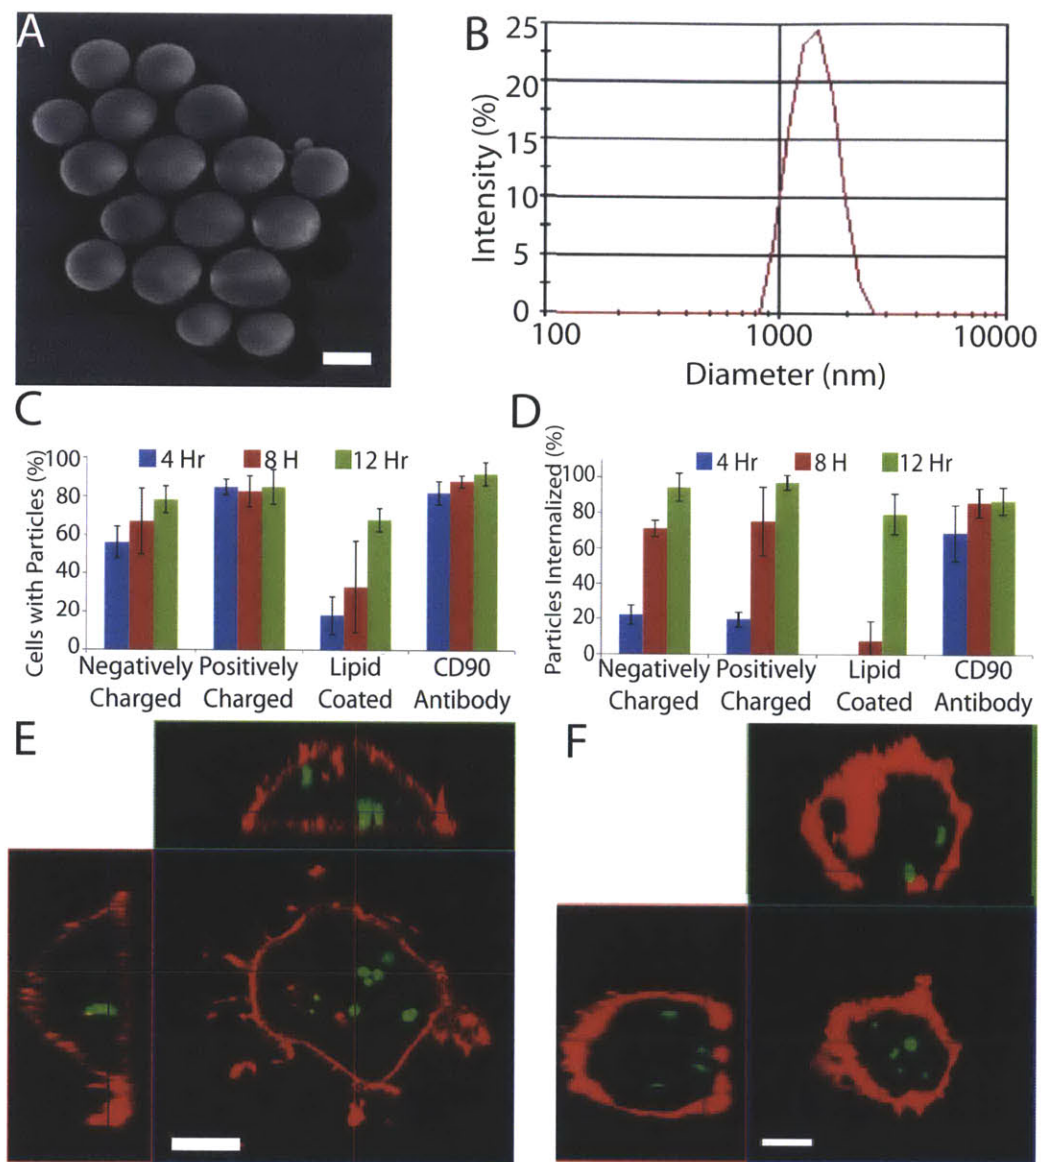 A
B
25
20
15
10
5
0
Intensity (%)
100 1000 10000
Diameter (nm)
C
4 Hr 8 H 12 Hr
Cells with Particles (%)
100
80
60
40
20
0
Negatively Charged
Positively Charged
Lipid Coated
CD90 Antibody
D
4 Hr 8 H 12 Hr
Particles Internalized (%)
100
80
60
40
20
0
Negatively Charged
Positively Charged
Lipid Coated
CD90 Antibody
E
F